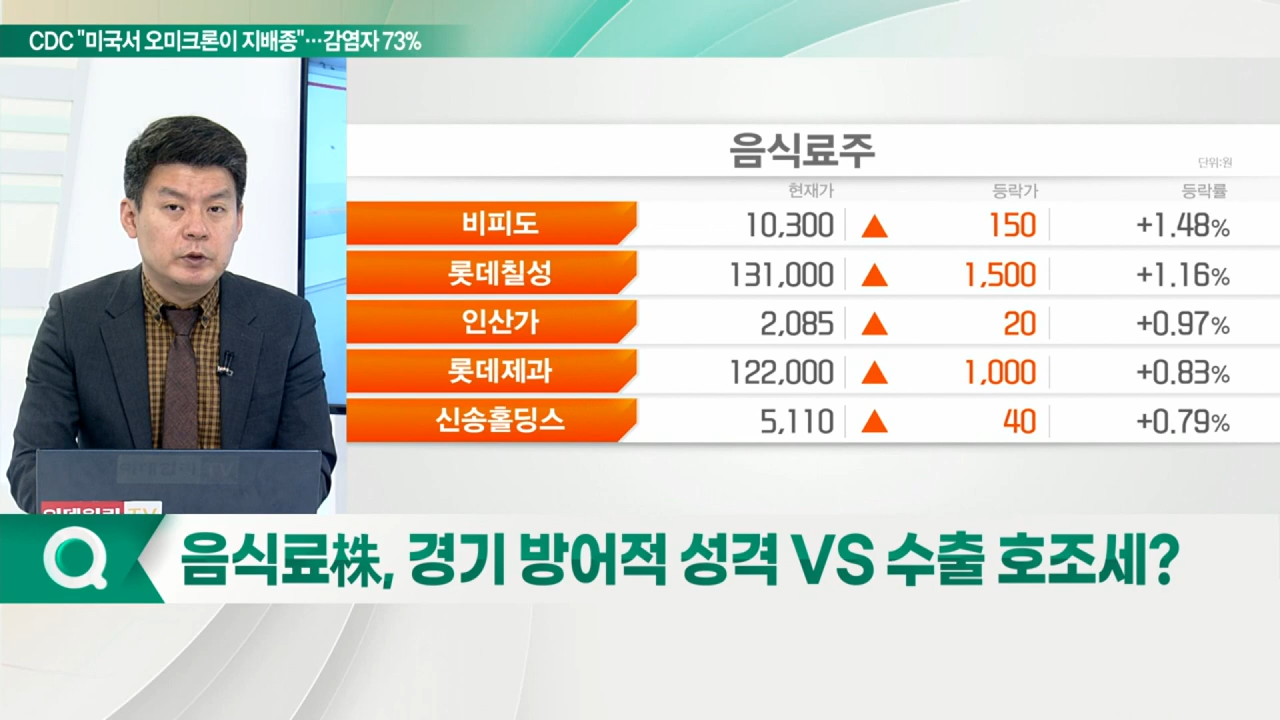 CDC "미국서 오미크론이 지배종"…감염자 73%
음식료주
단위:원
현재가 등락가 등락률
비피도 10,300 ▲ 150 +1.48%
롯데칠성 131,000 ▲ 1,500 +1.16%
인산가 2,085 ▲ 20 +0.97%
롯데제과 122,000 ▲ 1,000 +0.83%
신송홀딩스 5,110 ▲ 40 +0.79%
이데일리 TV
Q 음식료株, 경기 방어적 성격 VS 수출 호조세?